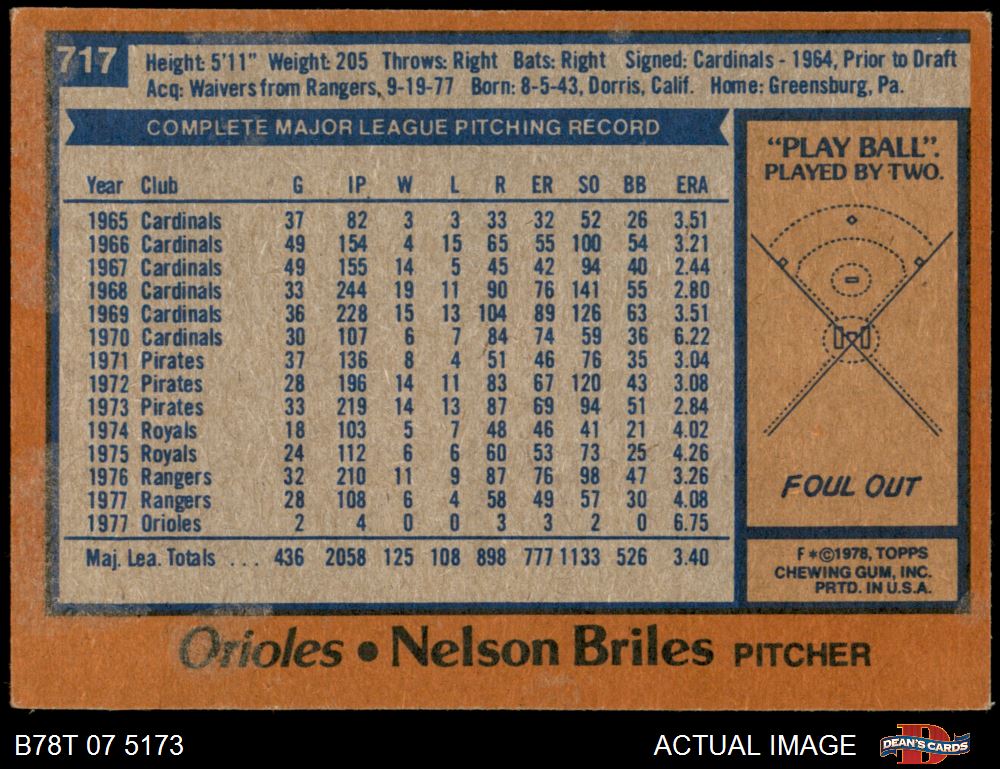 717
Height: 5'11" Weight: 205 Throws: Right Bats: Right Signed: Cardinals - 1964, Prior to Draft
Acq: Waivers from Rangers, 9-19-77 Born: 8-5-43, Dorris, Calif. Home: Greensburg, Pa.
COMPLETE MAJOR LEAGUE PITCHING RECORD
Year Club G IP W L R ER SO BB ERA
1965 Cardinals 37 82 3 3 33 32 52 26 3.51
1966 Cardinals 49 154 4 15 65 55 100 54 3.21
1967 Cardinals 49 155 14 5 45 42 94 40 2.44
1968 Cardinals 33 244 19 11 90 76 141 55 2.80
1969 Cardinals 36 228 15 13 104 89 126 63 3.51
1970 Cardinals 30 107 6 7 84 74 59 36 6.22
1971 Pirates 37 136 8 4 51 46 76 35 3.04
1972 Pirates 28 196 14 11 83 67 120 43 3.08
1973 Pirates 33 219 14 13 87 69 94 51 2.84
1974 Royals 18 103 5 7 48 46 41 21 4.02
1975 Royals 24 112 6 6 60 53 73 25 4.26
1976 Rangers 32 210 11 9 87 76 98 47 3.26
1977 Rangers 28 108 6 4 58 49 57 30 4.08
1977 Orioles 2 4 0 0 3 3 2 0 6.75
Maj. Lea. Totals ... 436 2058 125 108 898 777 1133 526 3.40
"PLAY BALL".
PLAYED BY TWO.
FOUL OUT
F*©1978, TOPPS
CHEWING GUM, INC.
PRTD. IN U.S.A.
Orioles • Nelson Briles PITCHER
B78T 07 5173
ACTUAL IMAGE
B
DEAN'S CARDS